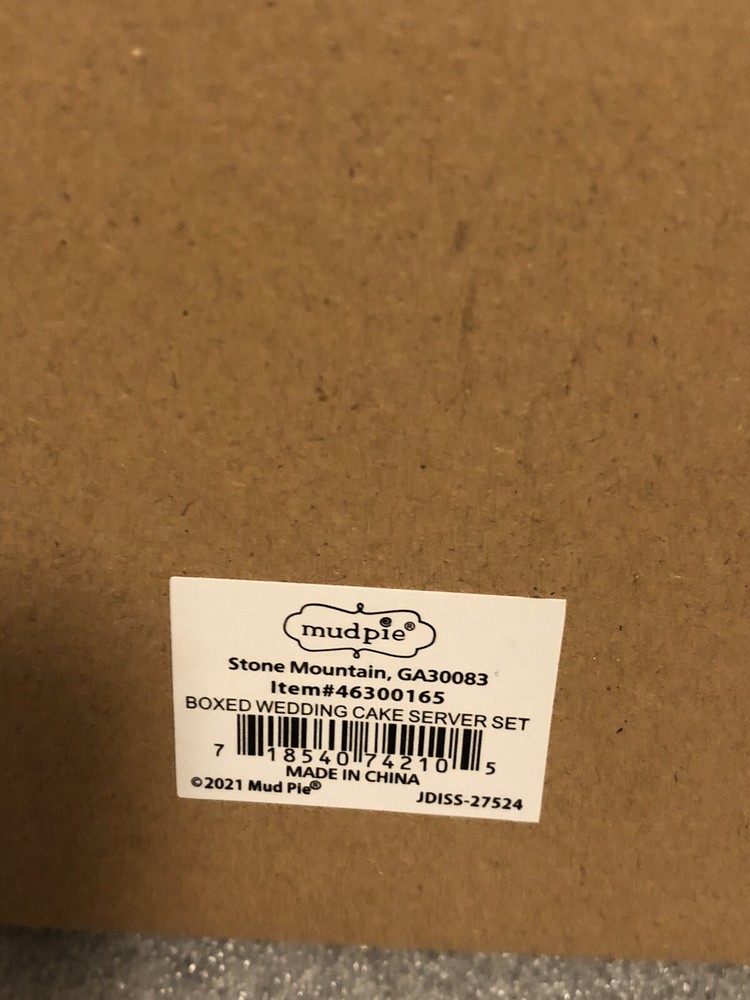 mudpie®
Stone Mountain, GA30083
Item#46300165
BOXED WEDDING CAKE SERVER SET
7 18540 74210 5
MADE IN CHINA
©2021 Mud Pie® JDISS-27524